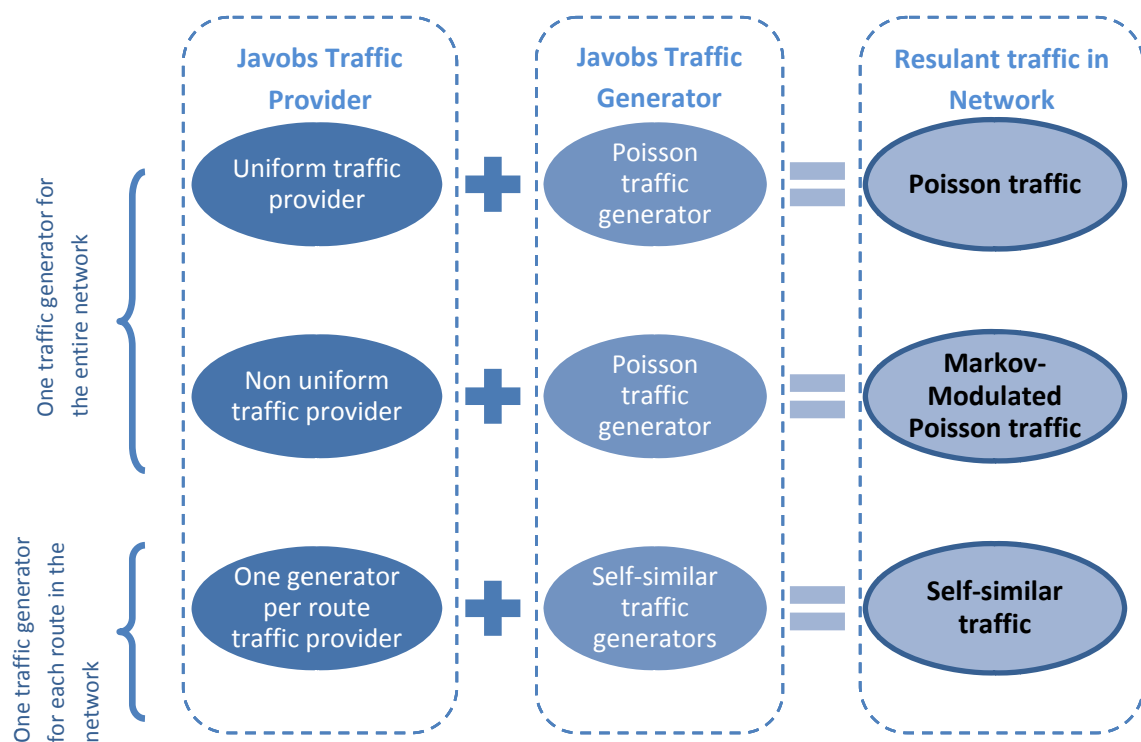 Javobs Traffic
Provider
Javobs Traffic
Generator
Resulant traffic in
Network
One traffic generator for
the entire network
Uniform traffic
provider
Poisson
traffic
generator
Poisson traffic
Non uniform
traffic provider
Poisson
traffic
generator
Markov-
Modulated
Poisson traffic
One traffic generator
for each route in the
network
One generator
per route
traffic provider
Self-similar
traffic
generators
Self-similar
traffic